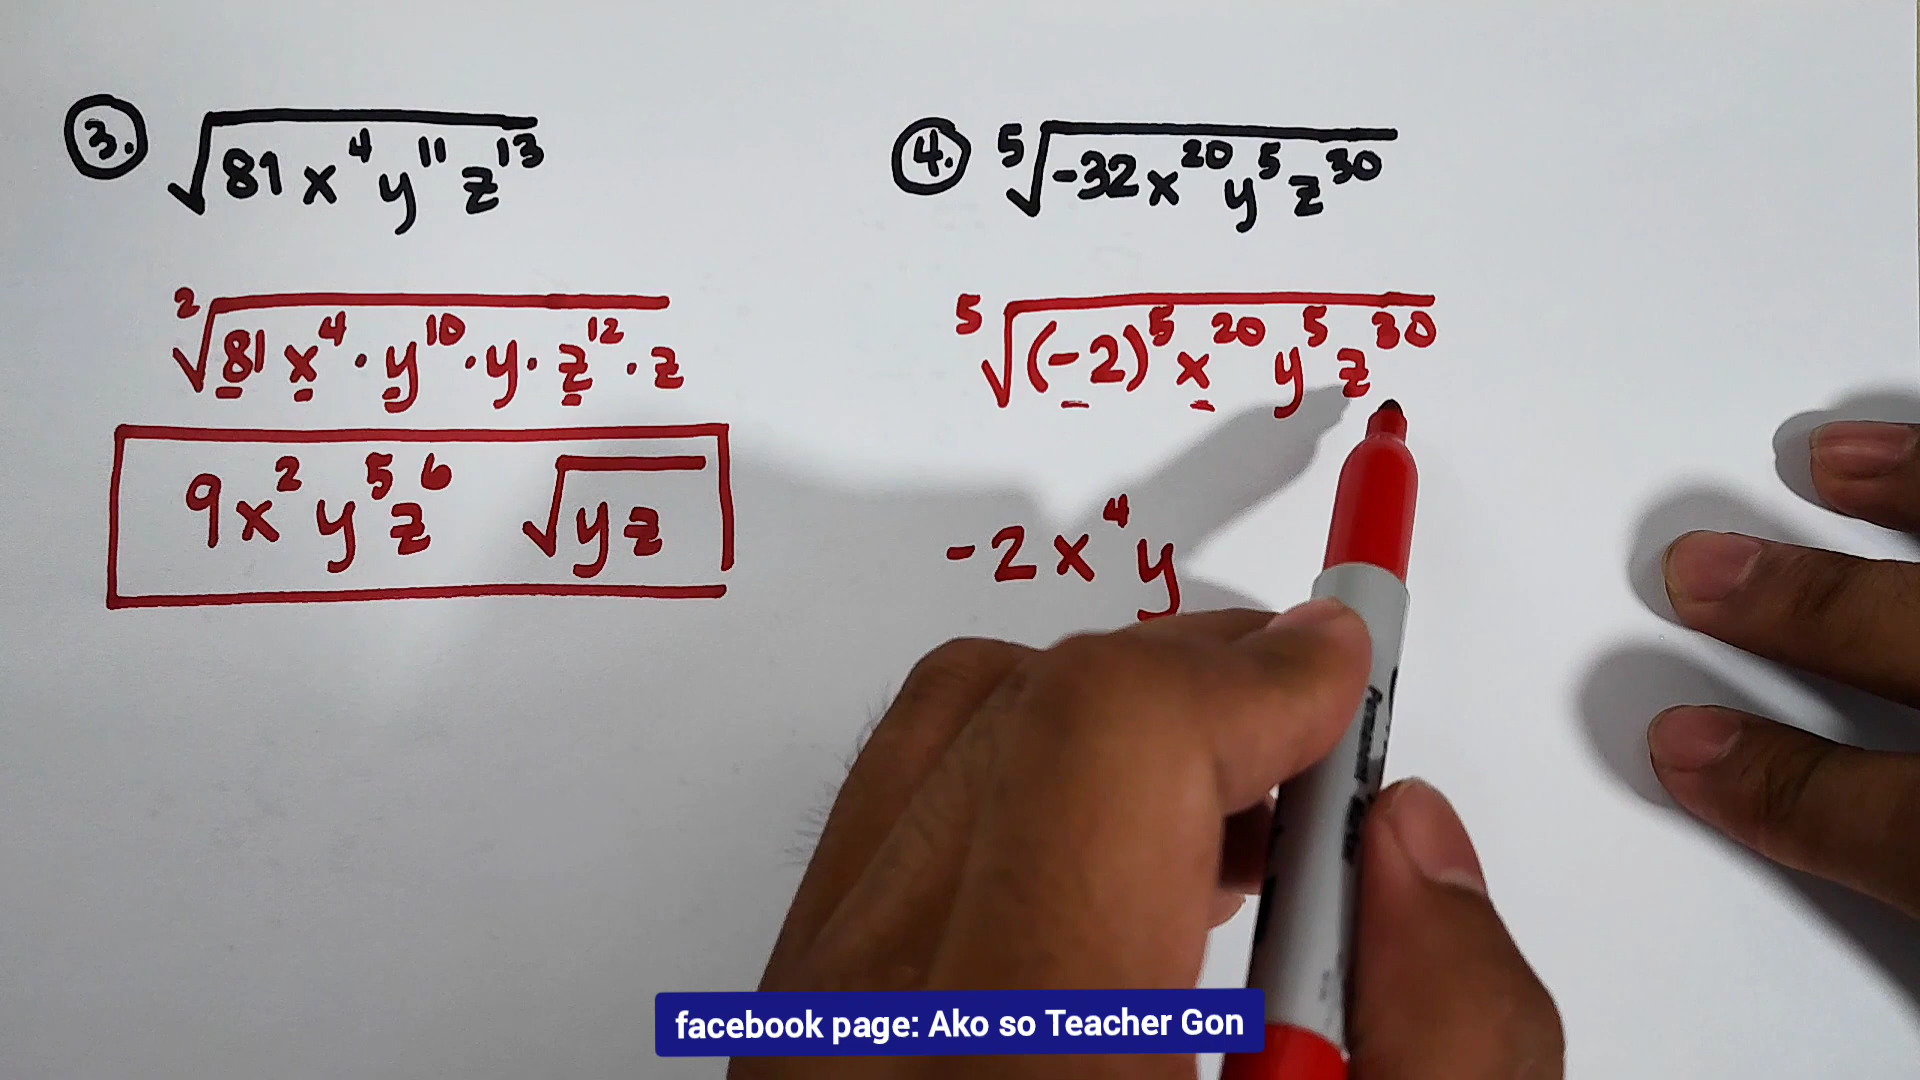 3. √81x⁴y¹¹z¹³
²√81x⁴·y¹⁰·y·z¹²·z
9x²y⁵z⁶ √yz
4. ⁵√-32x²⁰y⁵z³⁰
⁵√(-2)⁵x²⁰y⁵z³⁰
-2x⁴y
facebook page: Ako so Teacher Gon